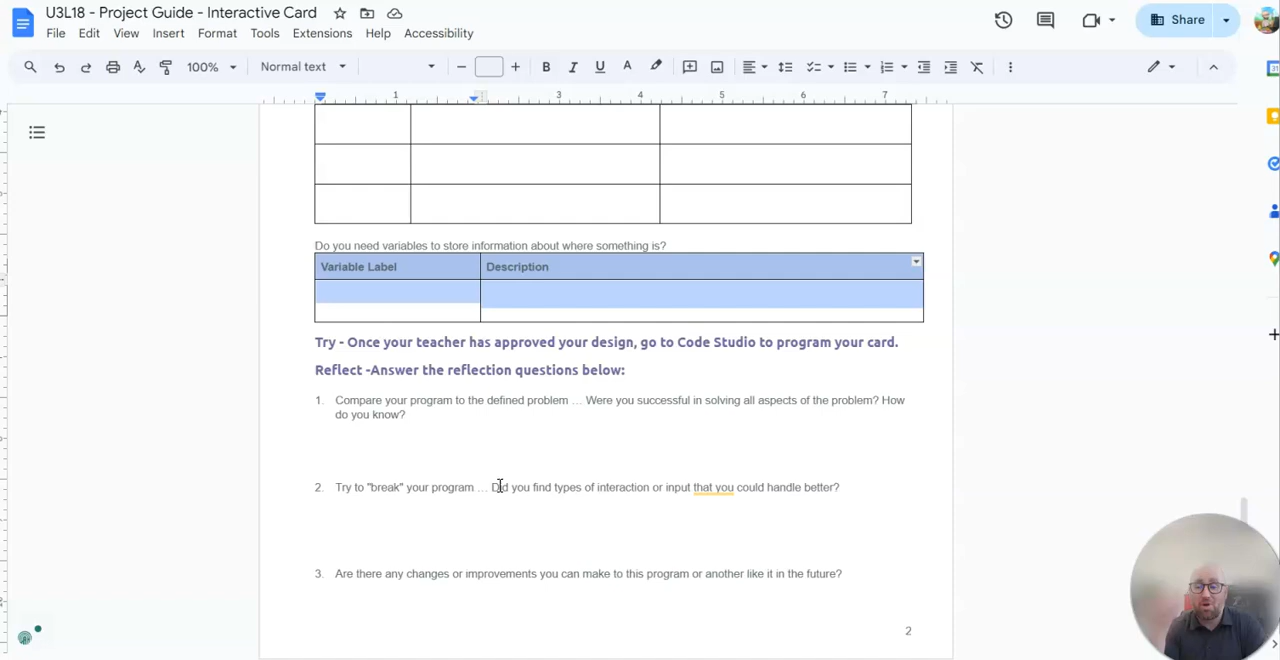 U3L18 - Project Guide - Interactive Card
File Edit View Insert Format Tools Extensions Help Accessibility
Share
100% Normal text
1 3 4 5 6 7
Do you need variables to store information about where something is?
Variable Label Description
Try - Once your teacher has approved your design, go to Code Studio to program your card.
Reflect -Answer the reflection questions below:
1. Compare your program to the defined problem … Were you successful in solving all aspects of the problem? How
do you know?
2. Try to "break" your program … Did you find types of interaction or input that you could handle better?
3. Are there any changes or improvements you can make to this program or another like it in the future?
2